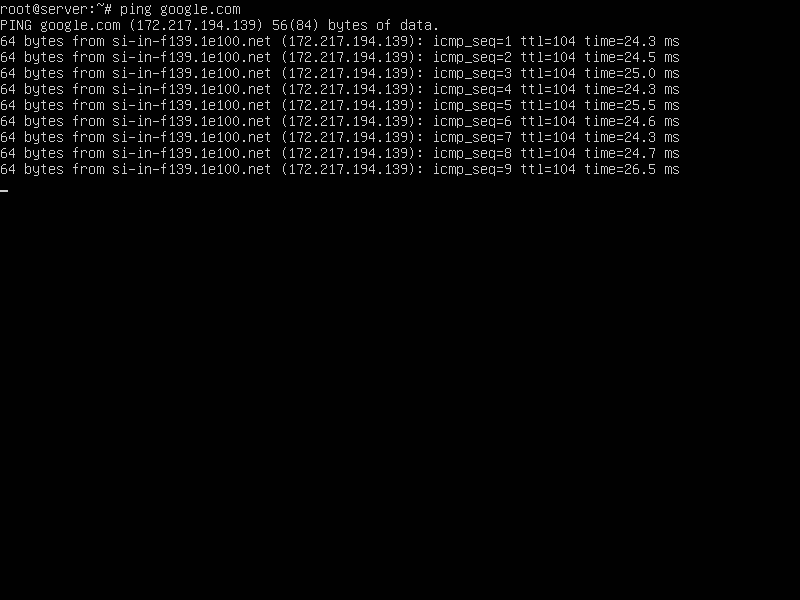 root@server:~# ping google.com
PING google.com (172.217.194.139) 56(84) bytes of data.
64 bytes from si-in-f139.1e100.net (172.217.194.139): icmp_seq=1 ttl=104 time=24.3 ms
64 bytes from si-in-f139.1e100.net (172.217.194.139): icmp_seq=2 ttl=104 time=24.5 ms
64 bytes from si-in-f139.1e100.net (172.217.194.139): icmp_seq=3 ttl=104 time=25.0 ms
64 bytes from si-in-f139.1e100.net (172.217.194.139): icmp_seq=4 ttl=104 time=24.3 ms
64 bytes from si-in-f139.1e100.net (172.217.194.139): icmp_seq=5 ttl=104 time=25.5 ms
64 bytes from si-in-f139.1e100.net (172.217.194.139): icmp_seq=6 ttl=104 time=24.6 ms
64 bytes from si-in-f139.1e100.net (172.217.194.139): icmp_seq=7 ttl=104 time=24.3 ms
64 bytes from si-in-f139.1e100.net (172.217.194.139): icmp_seq=8 ttl=104 time=24.7 ms
64 bytes from si-in-f139.1e100.net (172.217.194.139): icmp_seq=9 ttl=104 time=26.5 ms